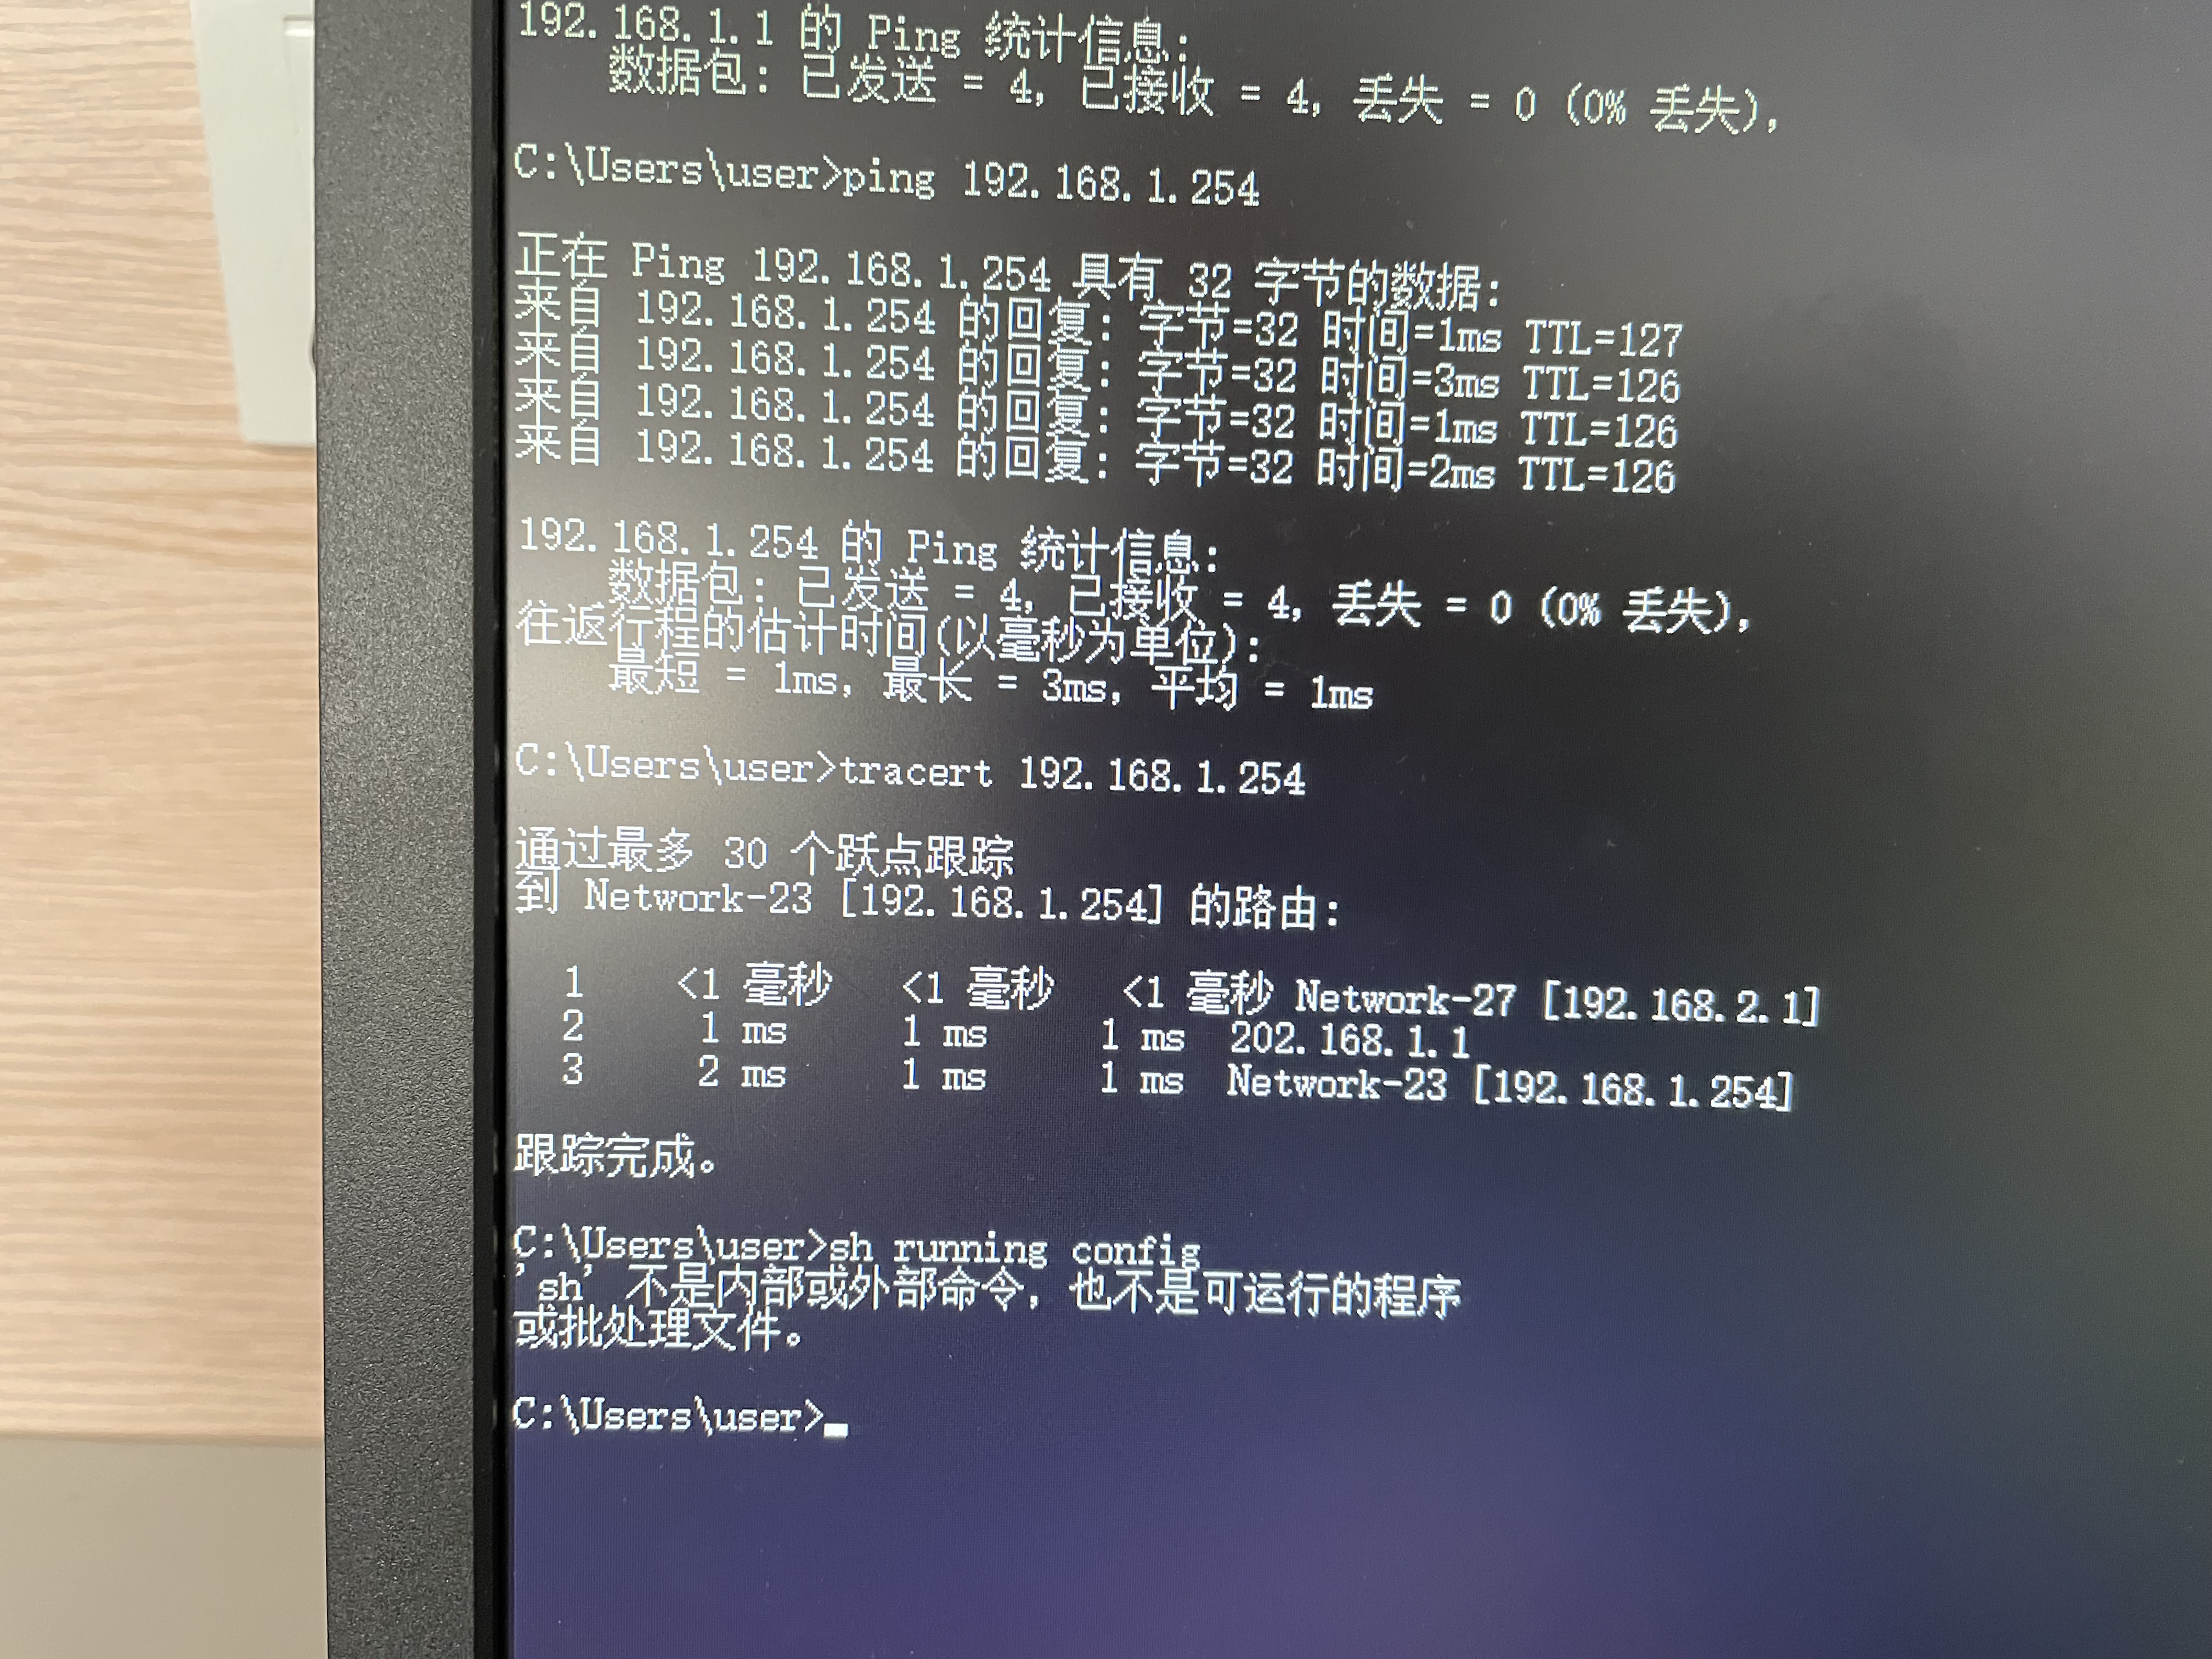 192.168.1.1 的 Ping 统计信息:
数据包: 已发送 = 4, 已接收 = 4, 丢失 = 0 (0% 丢失),
C:\Users\user>ping 192.168.1.254
正在 Ping 192.168.1.254 具有 32 字节的数据:
来自 192.168.1.254 的回复: 字节=32 时间=1ms TTL=127
来自 192.168.1.254 的回复: 字节=32 时间=3ms TTL=126
来自 192.168.1.254 的回复: 字节=32 时间=1ms TTL=126
来自 192.168.1.254 的回复: 字节=32 时间=2ms TTL=126
192.168.1.254 的 Ping 统计信息:
数据包: 已发送 = 4, 已接收 = 4, 丢失 = 0 (0% 丢失),
往返行程的估计时间(以毫秒为单位):
最短 = 1ms, 最长 = 3ms, 平均 = 1ms
C:\Users\user>tracert 192.168.1.254
通过最多 30 个跃点跟踪
到 Network-23 [192.168.1.254] 的路由:
1 <1 毫秒 <1 毫秒 <1 毫秒 Network-27 [192.168.2.1]
2 1 ms 1 ms 1 ms 202.168.1.1
3 2 ms 1 ms 1 ms Network-23 [192.168.1.254]
跟踪完成。
C:\Users\user>sh running config
'sh' 不是内部或外部命令, 也不是可运行的程序
或批处理文件。
C:\Users\user>